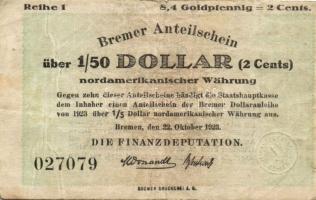 Reihe I 8,4 Goldpfennig = 2 Cents.
Bremer Anteilschein
über 1/50 DOLLAR (2 Cents)
nordamerikanischer Währung
Gegen zehn dieser Anteilscheine händigt die Staatshauptkasse
dem Inhaber einen Anteilschein der Bremer Dollaranleihe
von 1923 über 1/5 Dollar nordamerikanischer Währung aus.
Bremen, den 22. Oktober 1923.
DIE FINANZDEPUTATION.
027079
BREMER DRUCKEREI A. G.